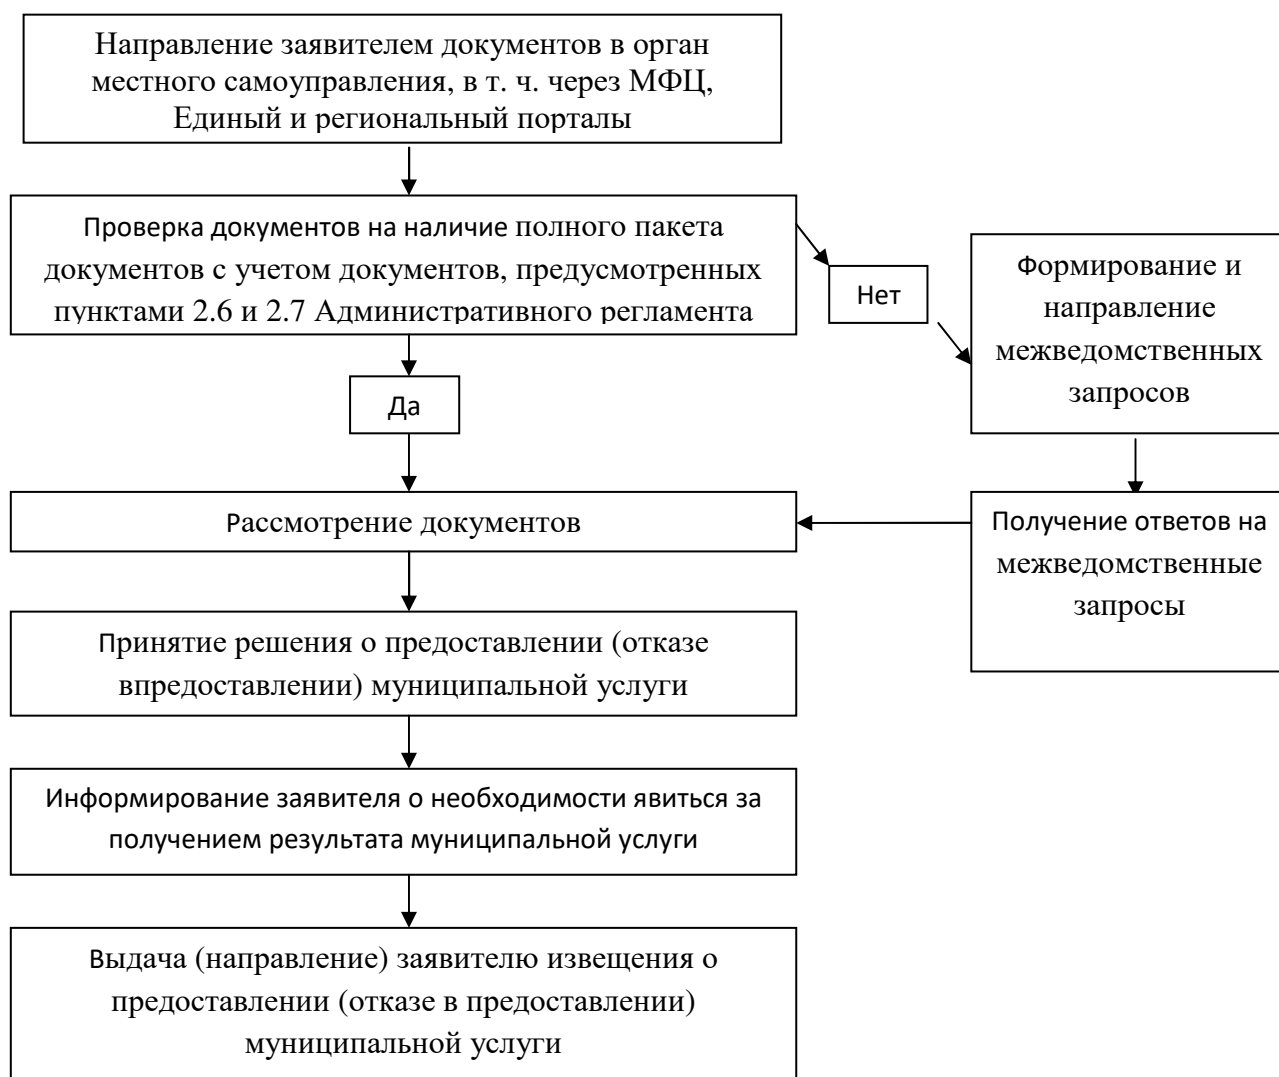 Направление заявителем документов в орган
местного самоуправления, в т. ч. через МФЦ,
Единый и региональный порталы
Проверка документов на наличие полного пакета
документов с учетом документов, предусмотренных
пунктами 2.6 и 2.7 Административного регламента
Нет
Формирование и
направление
межведомственных
запросов
Да
Рассмотрение документов
Получение ответов на
межведомственные
запросы
Принятие решения о предоставлении (отказе
впредоставлении) муниципальной услуги
Информирование заявителя о необходимости явиться за
получением результата муниципальной услуги
Выдача (направление) заявителю извещения о
предоставлении (отказе в предоставлении)
муниципальной услуги